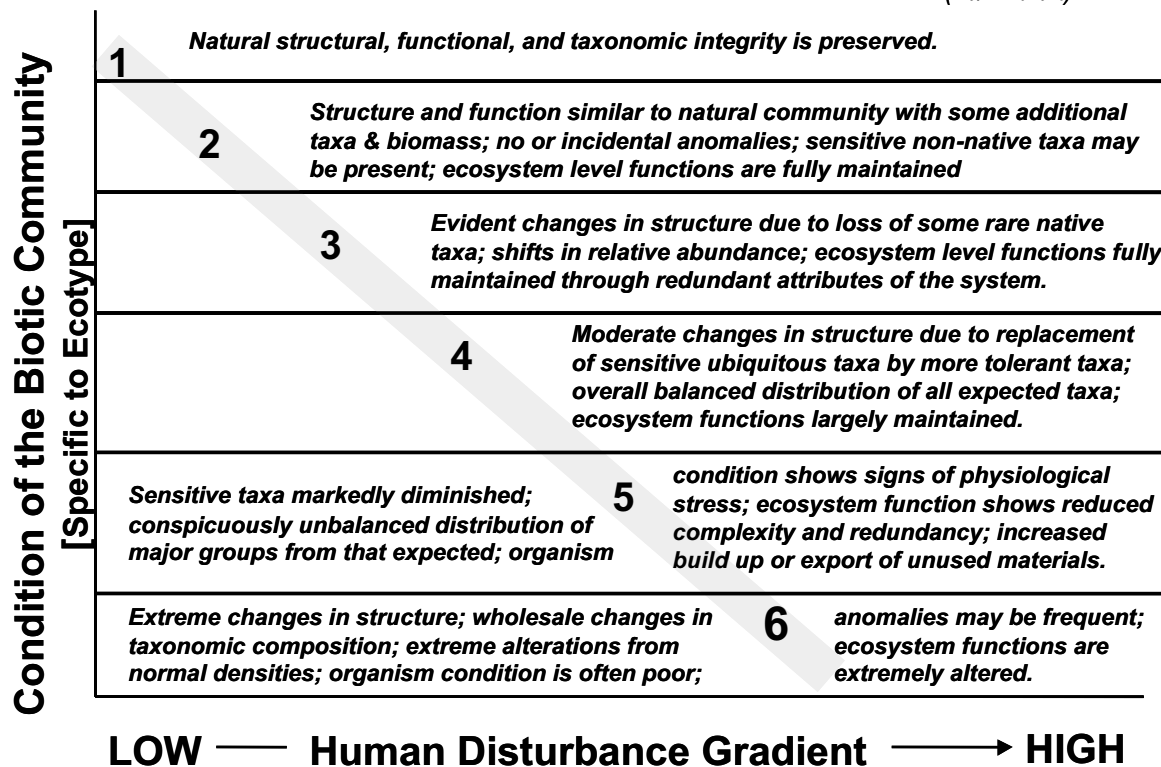 Condition of the Biotic Community
[Specific to Ecotype]
1
Natural structural, functional, and taxonomic integrity is preserved.
2
Structure and function similar to natural community with some additional
taxa & biomass; no or incidental anomalies; sensitive non-native taxa may
be present; ecosystem level functions are fully maintained
3
Evident changes in structure due to loss of some rare native
taxa; shifts in relative abundance; ecosystem level functions fully
maintained through redundant attributes of the system.
4
Moderate changes in structure due to replacement
of sensitive ubiquitous taxa by more tolerant taxa;
overall balanced distribution of all expected taxa;
ecosystem functions largely maintained.
Sensitive taxa markedly diminished;
conspicuously unbalanced distribution of
major groups from that expected; organism
5
condition shows signs of physiological
stress; ecosystem function shows reduced
complexity and redundancy; increased
build up or export of unused materials.
Extreme changes in structure; wholesale changes in
taxonomic composition; extreme alterations from
normal densities; organism condition is often poor;
6
anomalies may be frequent;
ecosystem functions are
extremely altered.
LOW Human Disturbance Gradient HIGH